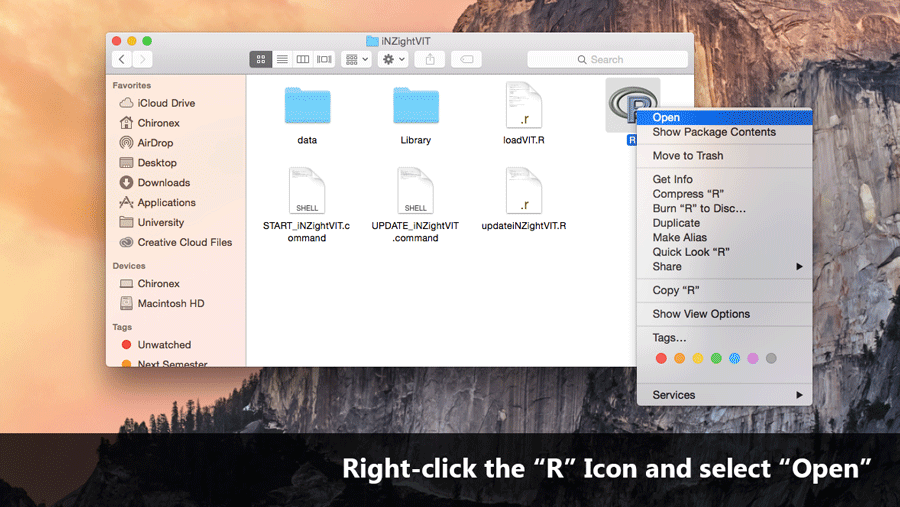 iNZightVIT
Search
Favorites
iCloud Drive
Chironex
AirDrop
Desktop
Downloads
Applications
University
Creative Cloud Files
Devices
Chironex
Macintosh HD
Tags
Unwatched
Next Semester
data
Library
.r
loadVIT.R
R
R
SHELL
START_iNZightVIT.c
ommand
SHELL
UPDATE_iNZightVIT
.command
.r
updateiNZightVIT.R
Open
Show Package Contents
Move to Trash
Get Info
Compress “R”
Burn “R” to Disc...
Duplicate
Make Alias
Quick Look “R”
Share
Copy “R”
Show View Options
Tags...
Services
Right-click the “R” Icon and select “Open”